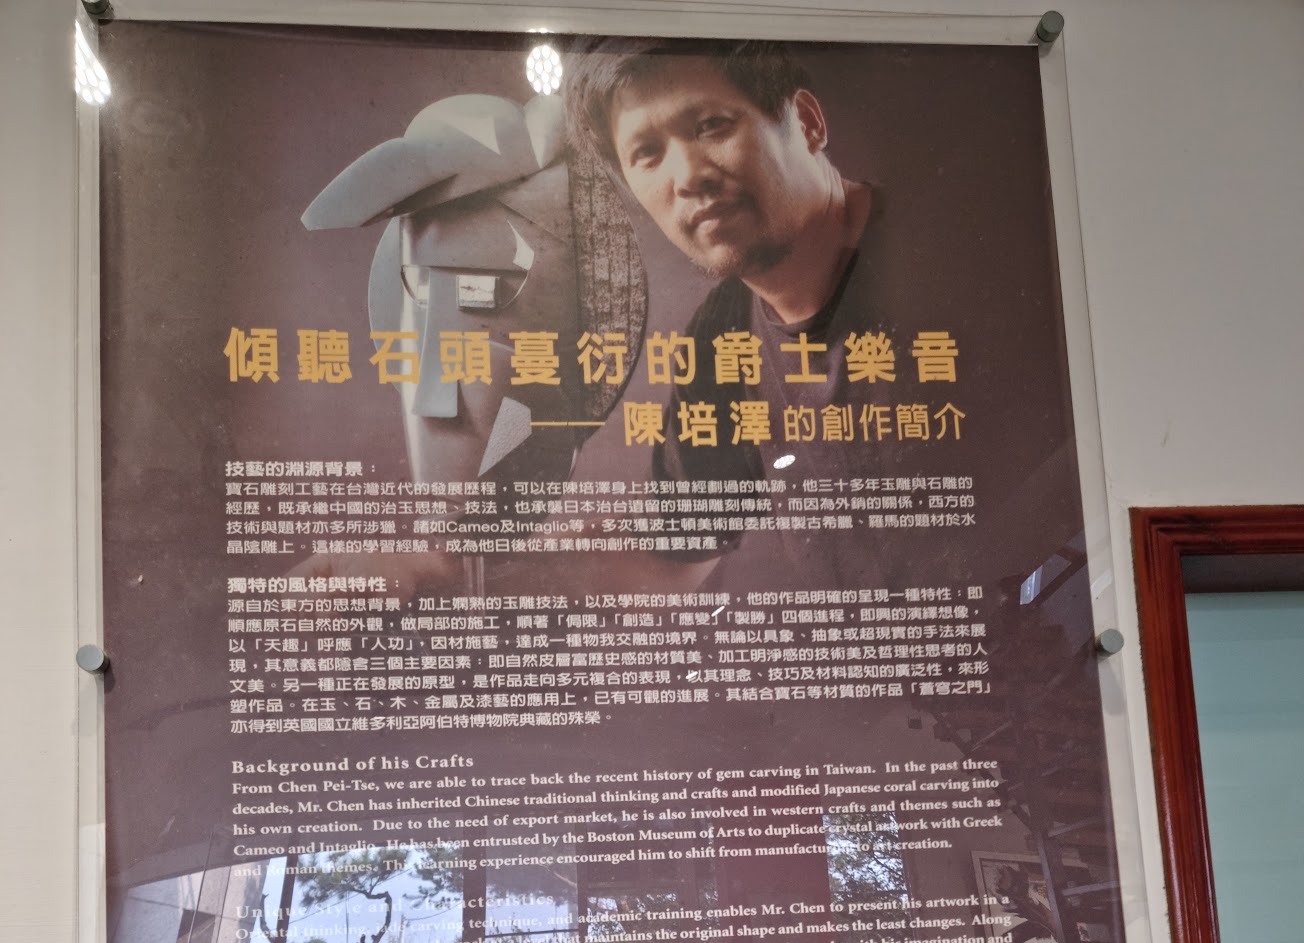 傾聽石頭蔓衍的爵士樂音
——陳培澤的創作簡介
技藝的淵源背景：
寶石雕刻工藝在台灣近代的發展歷程，可以在陳培澤身上找到曾經劃過的軌跡，他三十多年玉雕與石雕的
經歷，既承繼中國的治玉思想、技法，也承襲日本治台遺留的珊瑚雕刻傳統，而因為外銷的關係，西方的
技術與題材亦多所涉獵。諸如Cameo及Intaglio等，多次獲波士頓美術館委託複製古希臘、羅馬的題材於水
晶陰雕上。這樣的學習經驗，成為他日後從產業轉向創作的重要資產。
獨特的風格與特性：
源自於東方的思想背景，加上嫻熟的玉雕技法，以及學院的美術訓練，他的作品明確的呈現一種特性：即
順應原石自然的外觀，做局部的施工，順著「侷限」「創造」「應變」「製勝」四個進程，即興的演繹想像，
以「天趣」呼應「人功」，因材施藝，達成一種物我交融的境界。無論以具象、抽象或超現實的手法來展
現，其意義都隱含三個主要因素：即自然皮層富歷史感的材質美、加工明淨感的技術美及哲理性思考的人
文美。另一種正在發展的原型，是作品走向多元複合的表現，以其理念、技巧及材料認知的廣泛性，來形
塑作品。在玉、石、木、金屬及漆藝的應用上，已有可觀的進展。其結合寶石等材質的作品「蒼穹之門」
亦得到英國國立維多利亞阿伯特博物院典藏的殊榮。
Background of his Crafts
From Chen Pei-Tse, we are able to trace back the recent history of gem carving in Taiwan. In the past three
decades, Mr. Chen has inherited Chinese traditional thinking and crafts and modified Japanese coral carving into
his own creation. Due to the need of export market, he is also involved in western crafts and themes such as
Cameo and Intaglio. He has been entrusted by the Boston Museum of Arts to duplicate crystal artwork with Greek
and Roman themes. This learning experience encouraged him to shift from manufacturing to art creation.
Unique Style and Characteristics
Oriental thinking, jade carving technique, and academic training enables Mr. Chen to present his artwork in a
level that maintains the original shape and makes the least changes. Along
with his imagination and